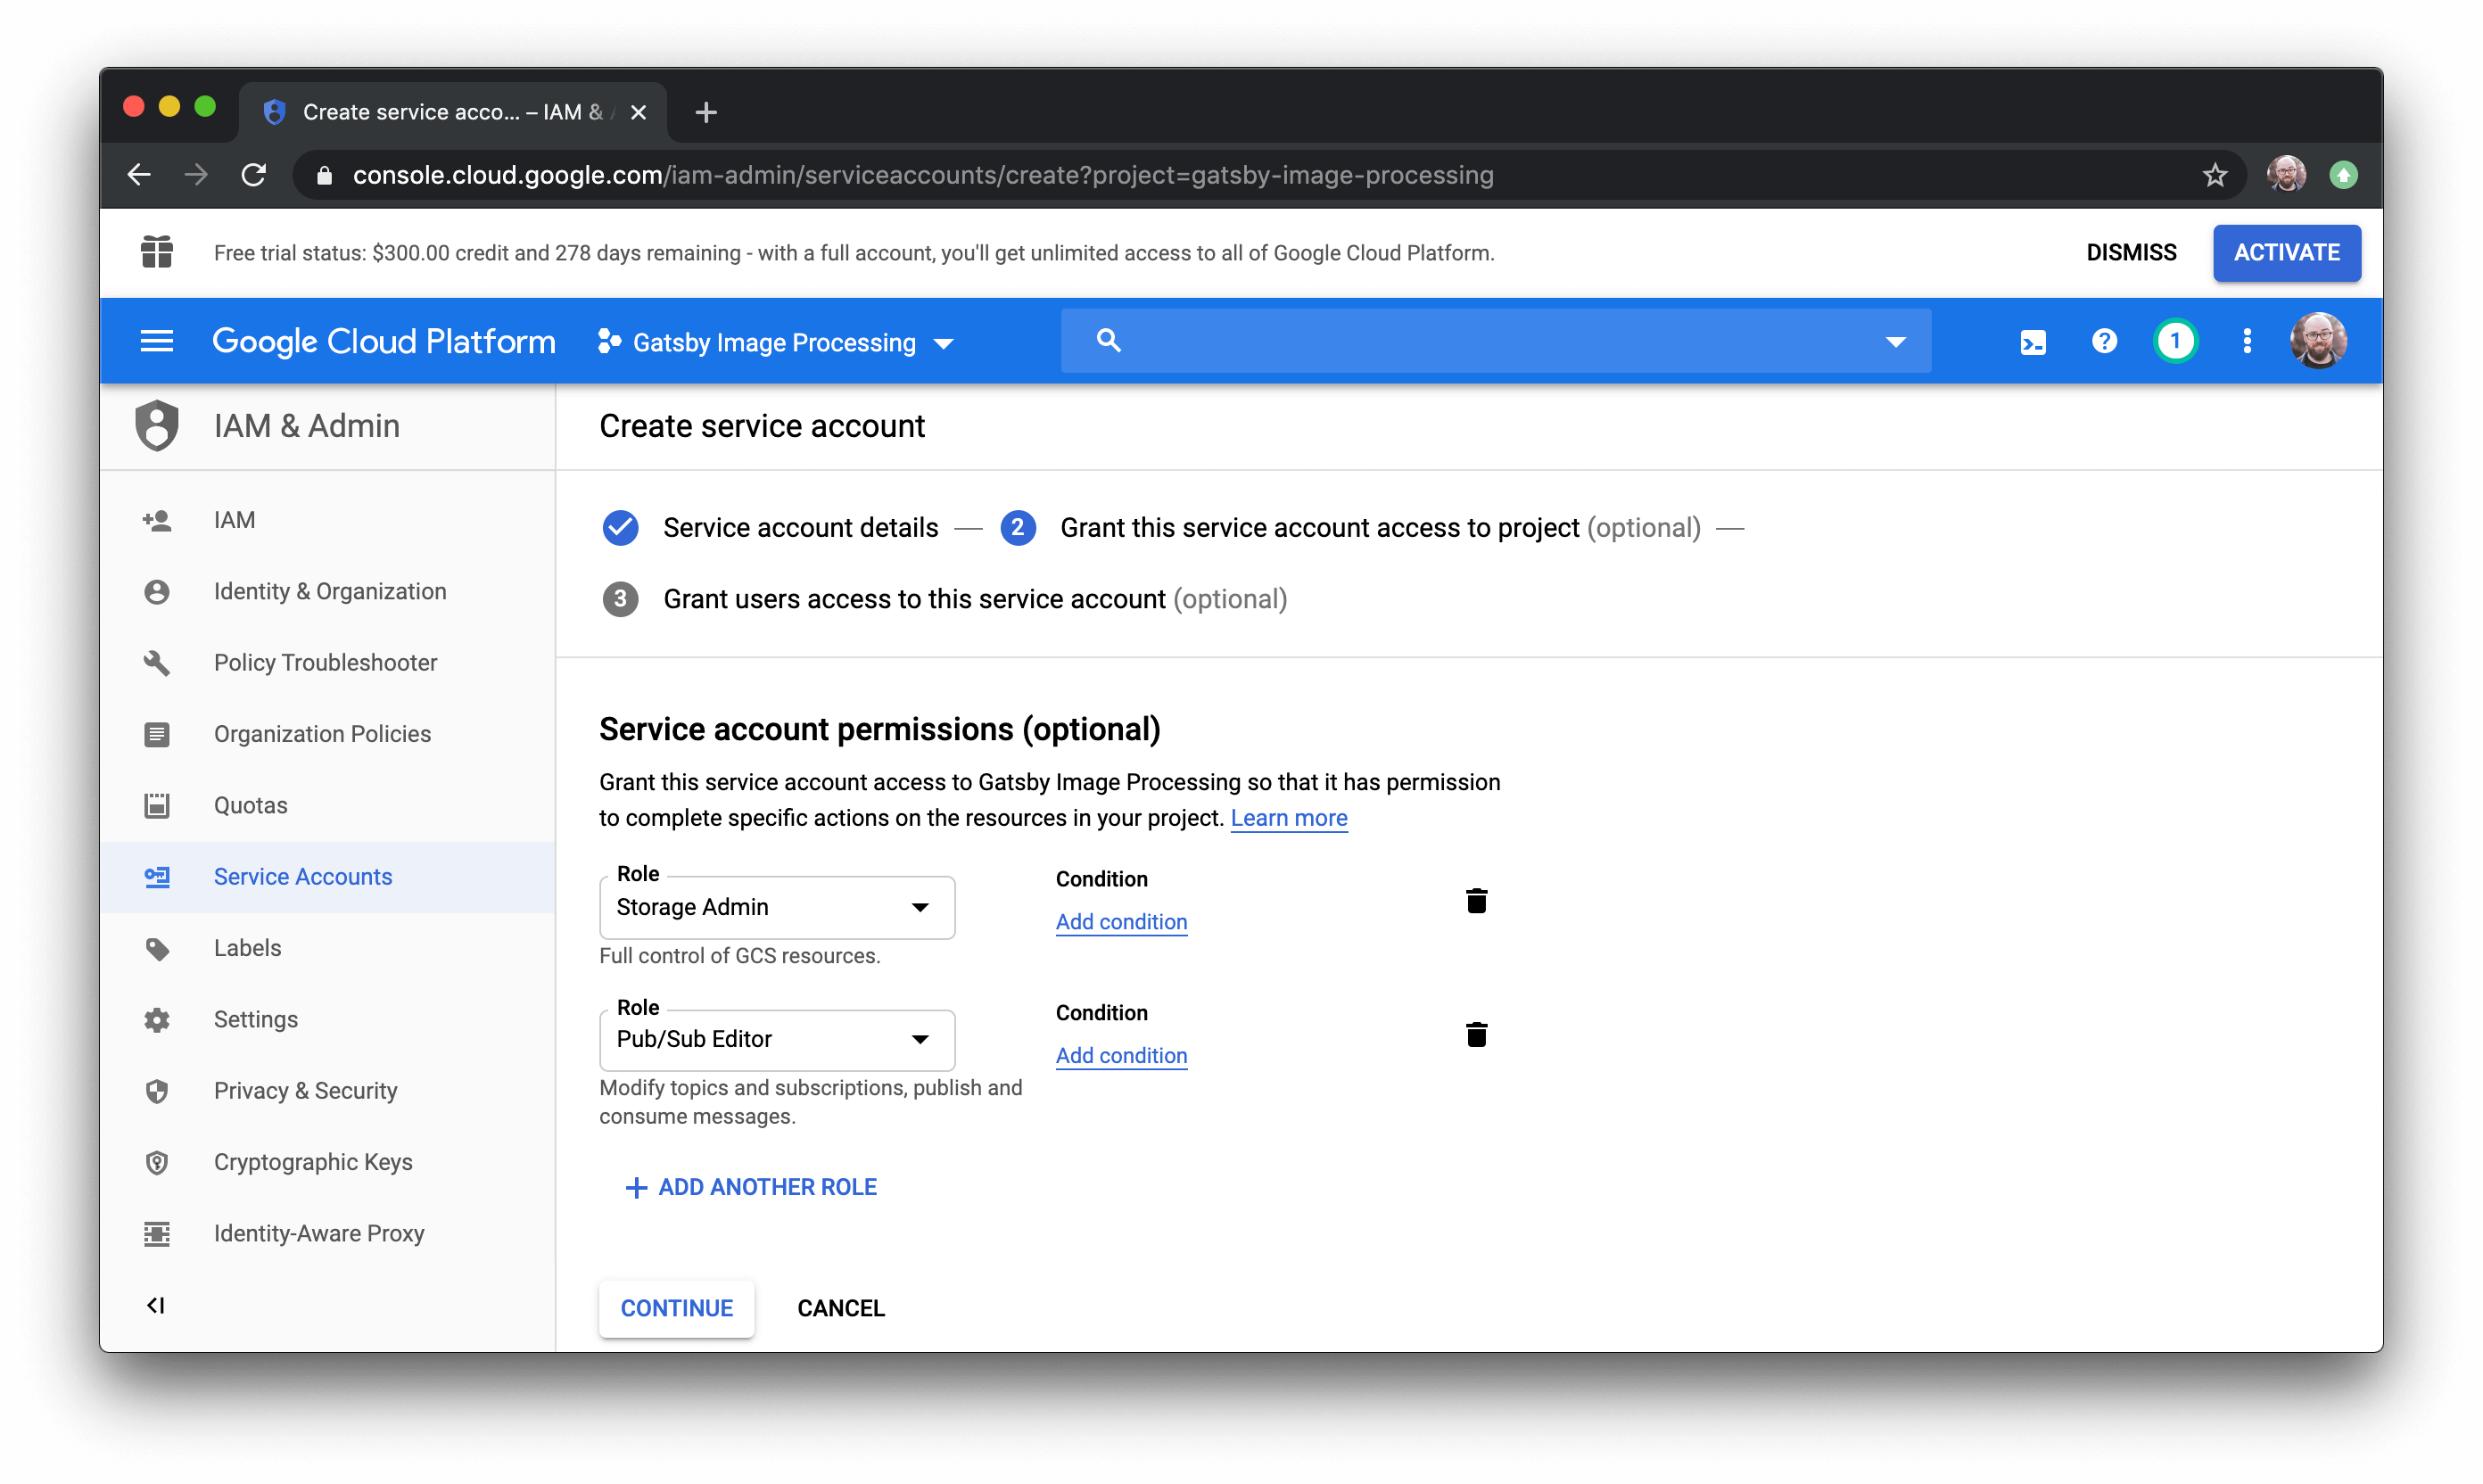 Create service acco... – IAM &
console.cloud.google.com/iam-admin/serviceaccounts/create?project=gatsby-image-processing
Free trial status: $300.00 credit and 278 days remaining - with a full account, you'll get unlimited access to all of Google Cloud Platform.
DISMISS
ACTIVATE
Google Cloud Platform
Gatsby Image Processing
1
IAM & Admin
IAM
Identity & Organization
Policy Troubleshooter
Organization Policies
Quotas
Service Accounts
Labels
Settings
Privacy & Security
Cryptographic Keys
Identity-Aware Proxy
Create service account
Service account details — 2 Grant this service account access to project (optional) —
3 Grant users access to this service account (optional)
Service account permissions (optional)
Grant this service account access to Gatsby Image Processing so that it has permission
to complete specific actions on the resources in your project. Learn more
Role
Storage Admin
Full control of GCS resources.
Condition
Add condition
Role
Pub/Sub Editor
Modify topics and subscriptions, publish and
consume messages.
Condition
Add condition
ADD ANOTHER ROLE
CONTINUE
CANCEL